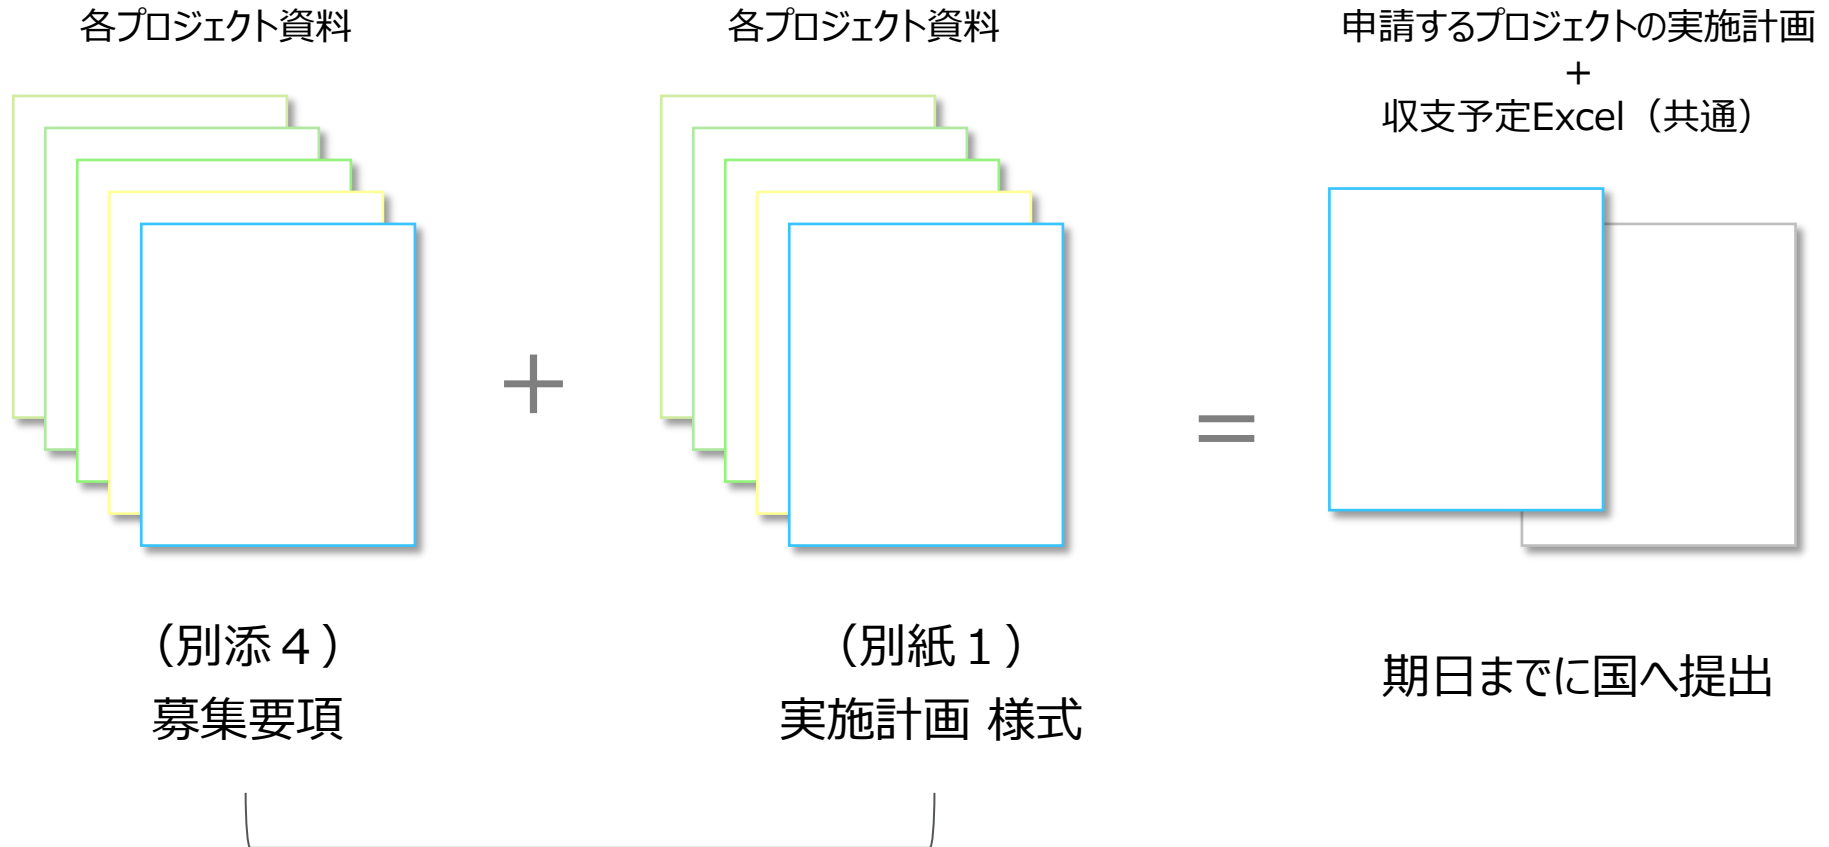 各プロジェクト資料
各プロジェクト資料
申請するプロジェクトの実施計画
+
収支予定Excel（共通）
+
=
（別添４）
募集要項
（別紙１）
実施計画 様式
期日までに国へ提出